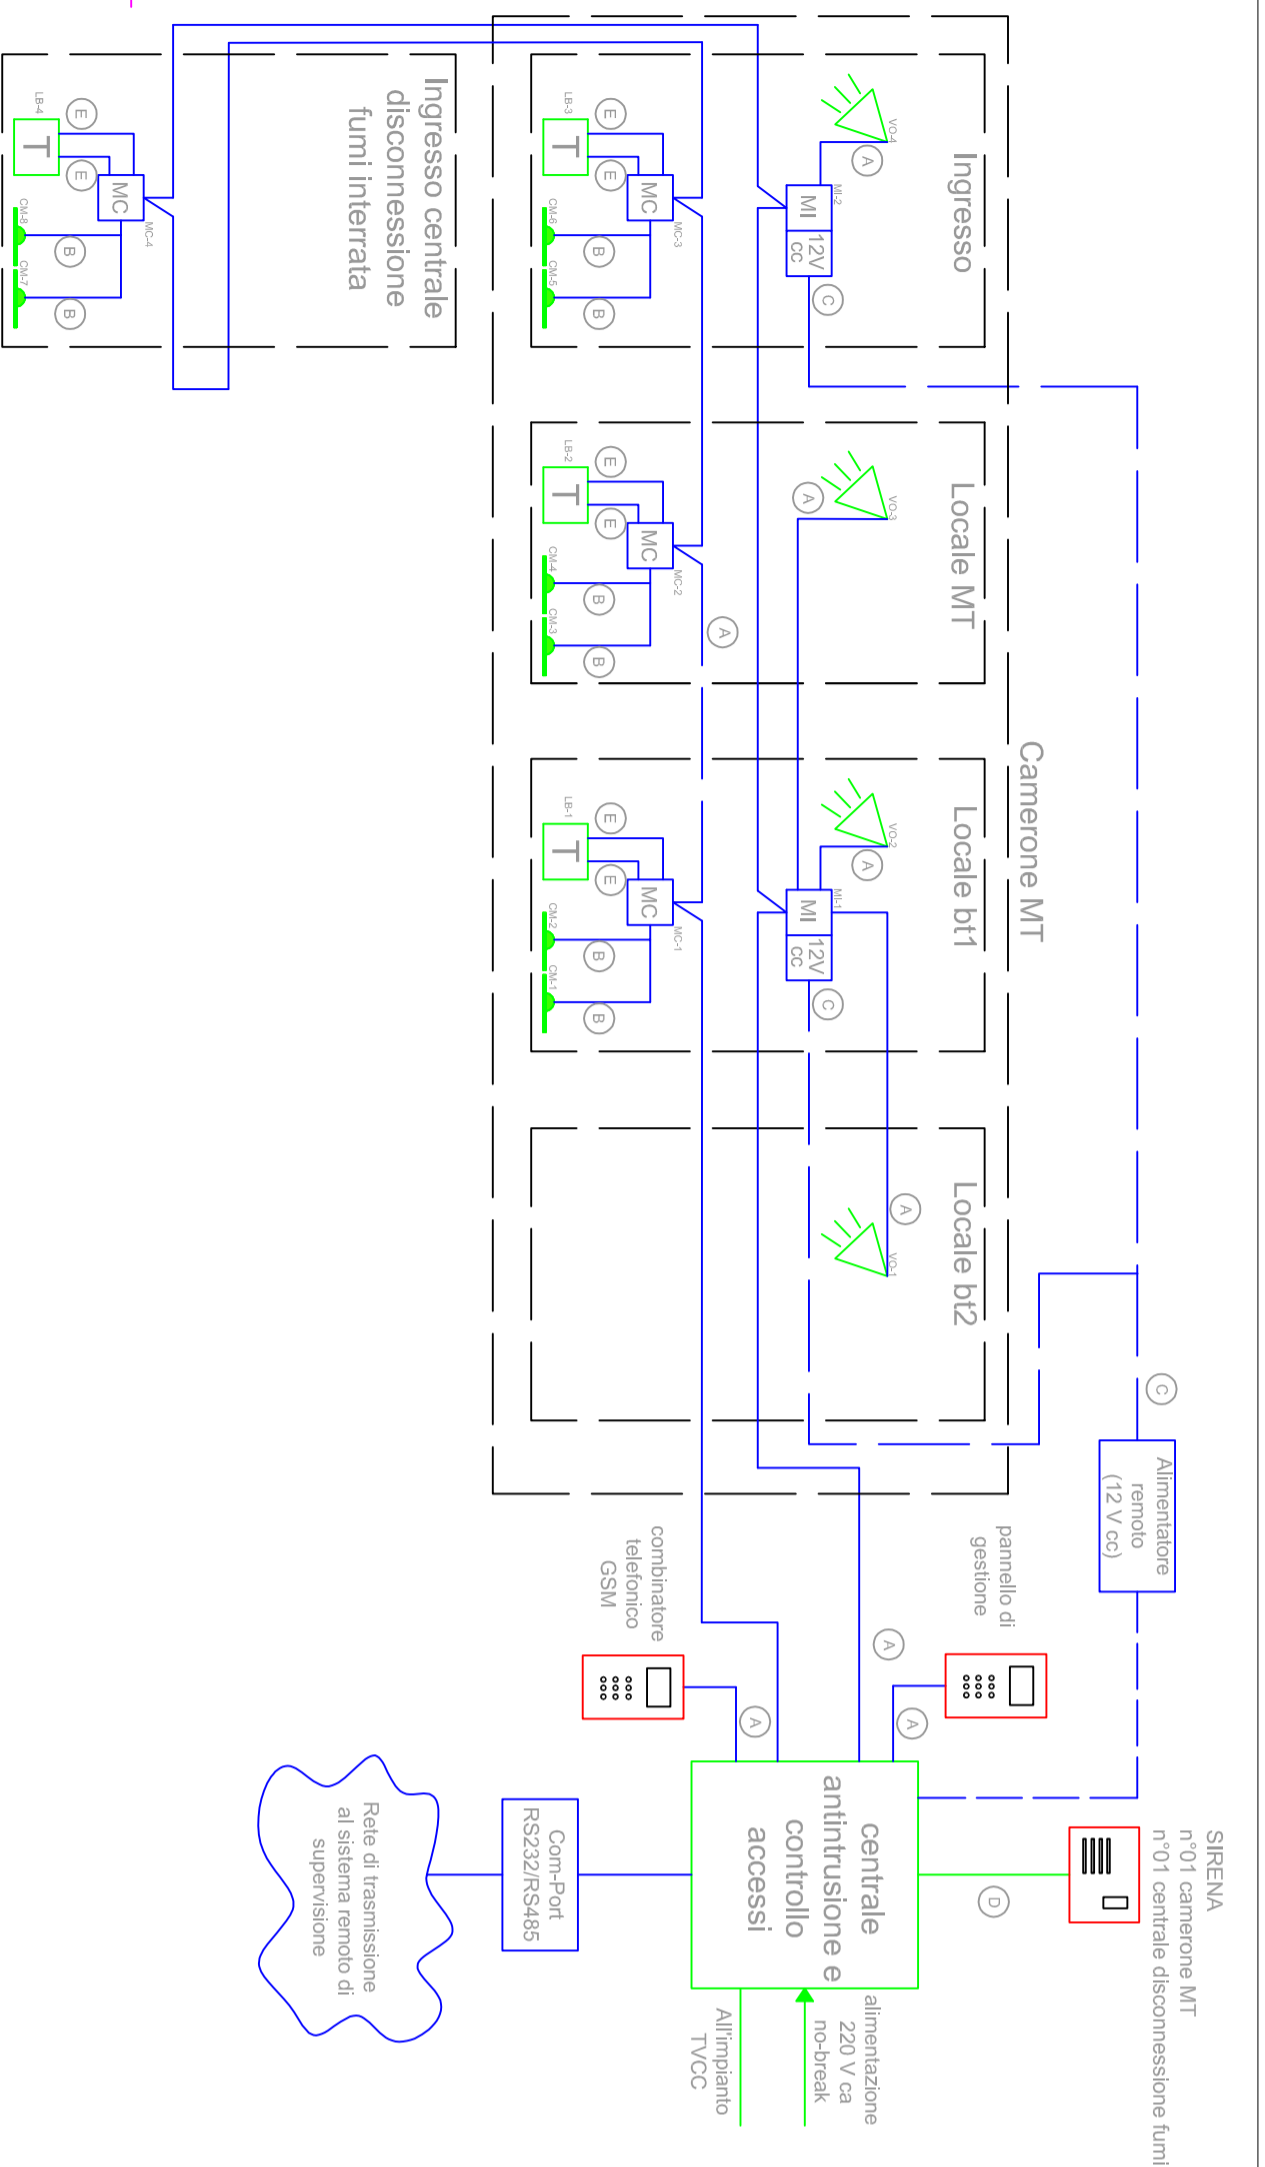 SIRENA
n°01 camerone MT
n°01 centrale disconnessione fumi
Camerone MT
C
Alimentatore
remoto
(12 V cc)
Ingresso
VO-4
A
MI-2
MI
12V
cc
C
LB-3
T
E
E
MC
MC-3
CM-6
B
CM-5
B
Locale MT
VO-3
A
LB-2
T
E
E
MC
MC-2
CM-4
B
CM-3
B
A
Locale bt1
VO-2
A
MI-1
MI
12V
cc
C
LB-1
T
E
E
MC
MC-1
CM-2
B
CM-1
B
Locale bt2
A
VO-1
Ingresso centrale
disconnessione
fumi interrata
LB-4
T
E
E
MC
MC-4
CM-8
B
CM-7
B
pannello di
gestione
A
A
combinatore
telefonico
GSM
A
D
centrale
antintrusione e
controllo
accessi
alimentazione
220 V ca
no-break
All'impianto
TVCC
Com-Port
RS232/RS485
Rete di trasmissione
al sistema remoto di
supervisione